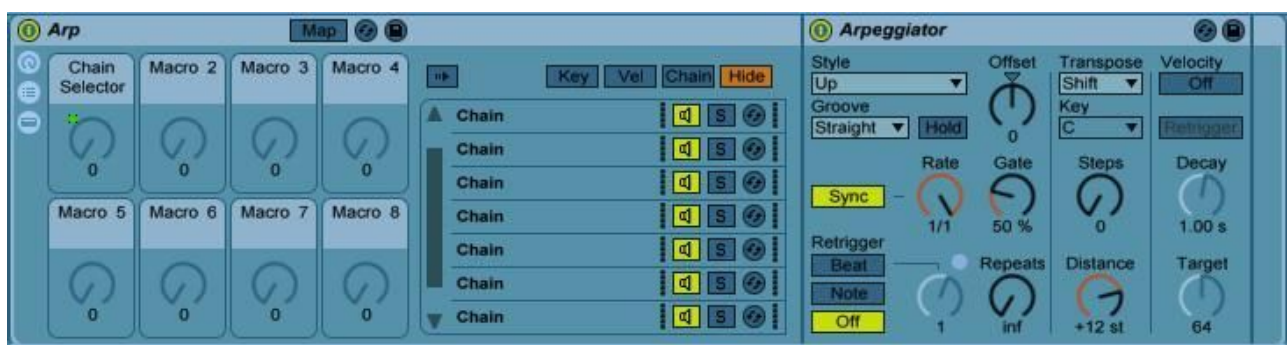 Arp Map
Chain Selector
Macro 2
Macro 3
Macro 4
0
0
0
0
Macro 5
Macro 6
Macro 7
Macro 8
0
0
0
0
Key Vel Chain Hide
Chain S
Chain S
Chain S
Chain S
Chain S
Chain S
Chain S
Arpeggiator
Style
Up
Groove
Straight Hold
Offset
0
Sync
Rate
1/1
Gate
50 %
Retrigger
Beat
Note
Off
1
Repeats
inf
Transpose
Shift
Key
C
Steps
0
Distance
+12 st
Velocity
Off
Retrigger
Decay
1.00 s
Target
64